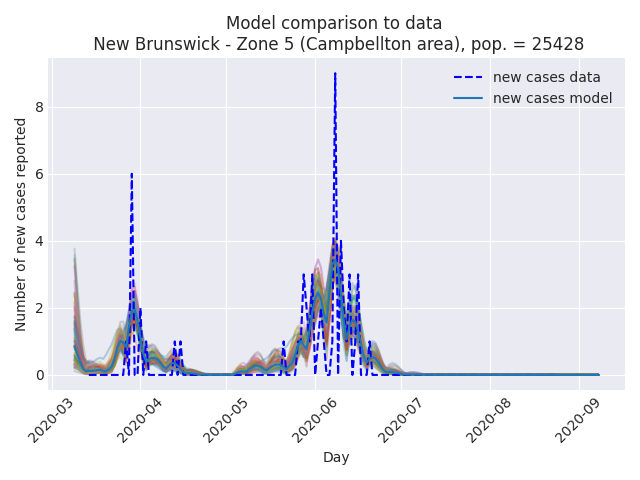 Model comparison to data
New Brunswick - Zone 5 (Campbellton area), pop. = 25428
new cases data
new cases model
Number of new cases reported
8
6
4
2
0
2020-03
2020-04
2020-05
2020-06
2020-07
2020-08
2020-09
Day